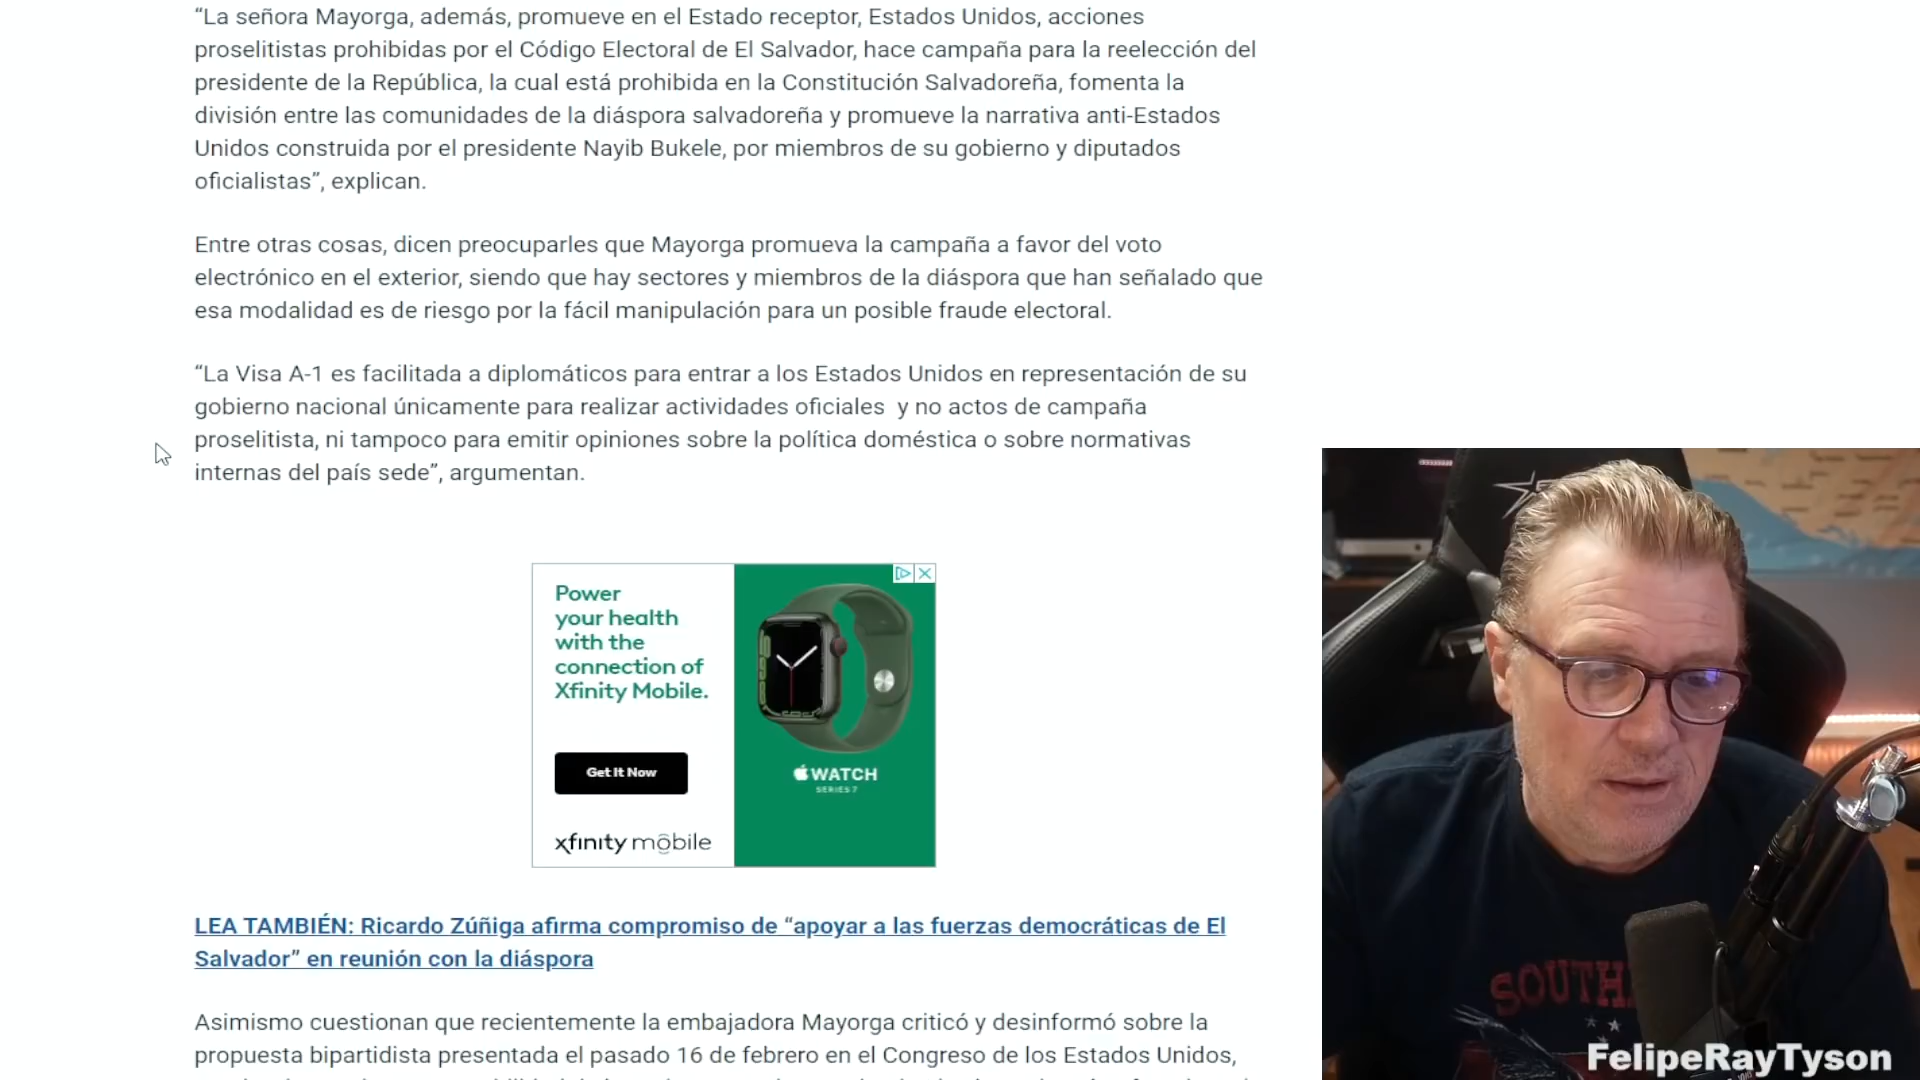 “La señora Mayorga, además, promueve en el Estado receptor, Estados Unidos, acciones
proselitistas prohibidas por el Código Electoral de El Salvador, hace campaña para la reelección del
presidente de la República, la cual está prohibida en la Constitución Salvadoreña, fomenta la
división entre las comunidades de la diáspora salvadoreña y promueve la narrativa anti-Estados
Unidos construida por el presidente Nayib Bukele, por miembros de su gobierno y diputados
oficialistas”, explican.
Entre otras cosas, dicen preocuparles que Mayorga promueva la campaña a favor del voto
electrónico en el exterior, siendo que hay sectores y miembros de la diáspora que han señalado que
esa modalidad es de riesgo por la fácil manipulación para un posible fraude electoral.
“La Visa A-1 es facilitada a diplomáticos para entrar a los Estados Unidos en representación de su
gobierno nacional únicamente para realizar actividades oficiales y no actos de campaña
proselitista, ni tampoco para emitir opiniones sobre la política doméstica o sobre normativas
internas del país sede”, argumentan.
Power
your health
with the
connection of
Xfinity Mobile.
Get It Now
xfinity mobile
WATCH
SERIES 7
LEA TAMBIÉN: Ricardo Zúñiga afirma compromiso de “apoyar a las fuerzas democráticas de El
Salvador” en reunión con la diáspora
Asimismo cuestionan que recientemente la embajadora Mayorga criticó y desinformó sobre la
propuesta bipartidista presentada el pasado 16 de febrero en el Congreso de los Estados Unidos,
SOUTH
FelipeRayTyson